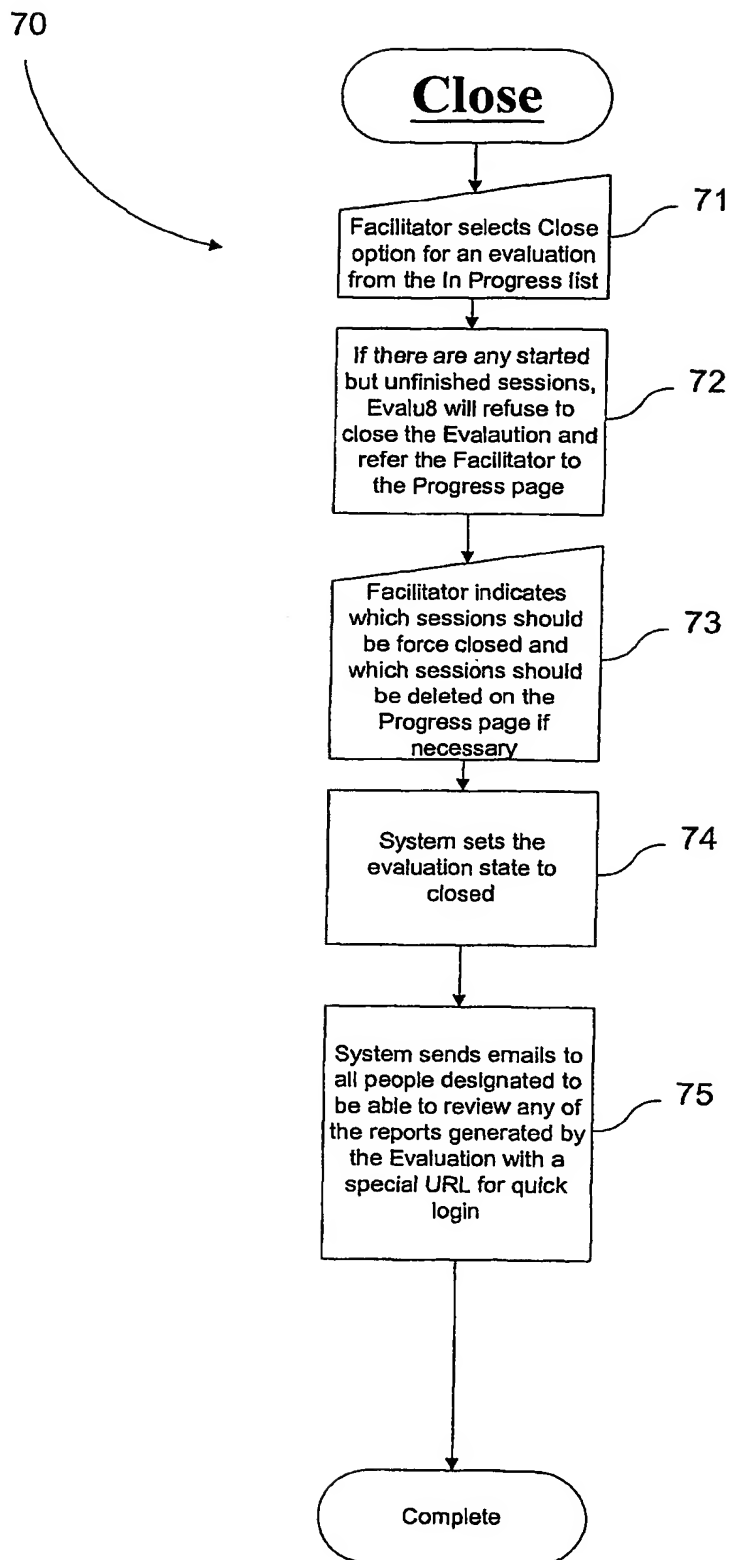 70
Close
71
Facilitator selects Close
option for an evaluation
from the In Progress list
If there are any started
but unfinished sessions,
Evalu8 will refuse to
close the Evalaution and
refer the Facilitator to
the Progress page
72
Facilitator indicates
which sessions should
be force closed and
which sessions should
be deleted on the
Progress page if
necessary
73
System sets the
evaluation state to
closed
74
System sends emails to
all people designated to
be able to review any of
the reports generated by
the Evaluation with a
special URL for quick
login
75
Complete